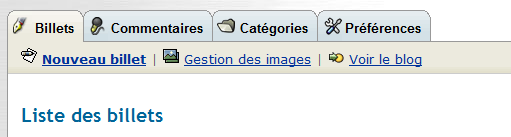 Billets Commentaires Catégories Préférences
Nouveau billet | Gestion des images | Voir le blog
Liste des billets